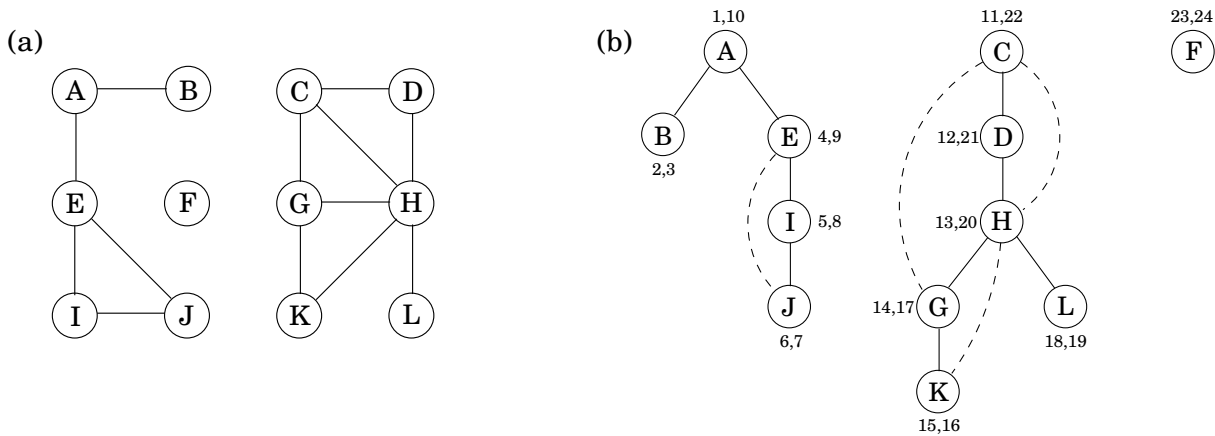 (a)
A B C D
E F G H
I J K L
(b)
1,10 11,22 23,24
A C F
B E 4,9 12,21 D
2,3
I 5,8 13,20 H
J 14,17 G L
6,7 18,19
K
15,16